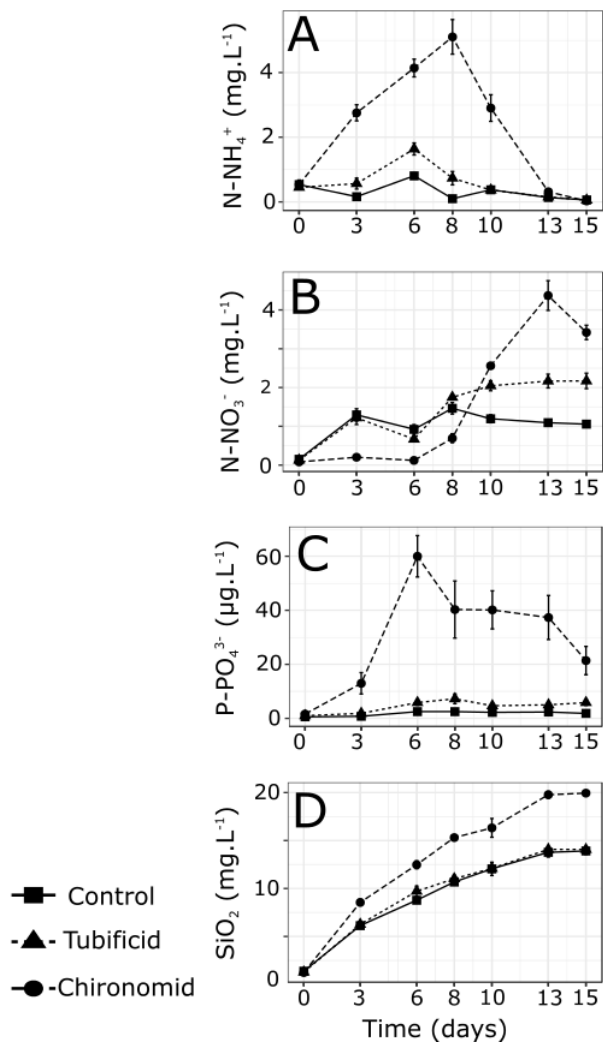 A
N-NH₄⁺ (mg.L⁻¹)
4
2
0
0 3 6 8 10 13 15
B
N-NO₃⁻ (mg.L⁻¹)
4
2
0
0 3 6 8 10 13 15
C
P-PO₄³⁻ (µg.L⁻¹)
60
40
20
0
0 3 6 8 10 13 15
D
SiO₂ (mg.L⁻¹)
20
10
0
0 3 6 8 10 13 15
Time (days)
Control
Tubificid
Chironomid